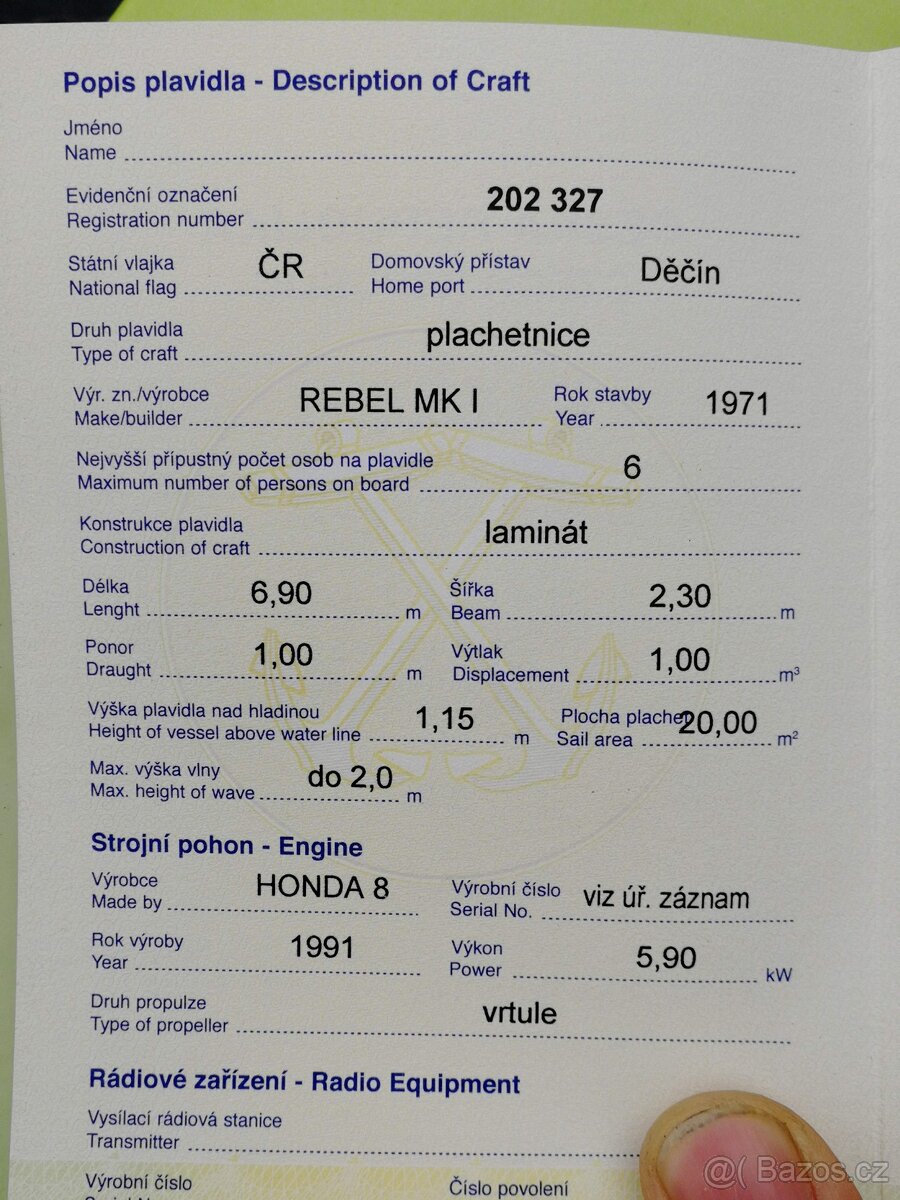 Popis plavidla - Description of Craft
Jméno
Name
Evidenční označení 202 327
Registration number
Státní vlajka ČR Domovský přístav Děčín
National flag Home port
Druh plavidla plachetnice
Type of craft
Výr. zn./výrobce REBEL MK I Rok stavby 1971
Make/builder Year
Nejvyšší přípustný počet osob na plavidle 6
Maximum number of persons on board
Konstrukce plavidla laminát
Construction of craft
Délka 6,90 Šířka 2,30
Lenght m Beam m
Ponor 1,00 Výtlak 1,00
Draught m Displacement m³
Výška plavidla nad hladinou 1,15 Plocha plachet 20,00
Height of vessel above water line m Sail area m²
Max. výška vlny do 2,0
Max. height of wave m
Strojní pohon - Engine
Výrobce HONDA 8 Výrobní číslo viz úř. záznam
Made by Serial No.
Rok výroby 1991 Výkon 5,90
Year Power kW
Druh propulze vrtule
Type of propeller
Rádiové zařízení - Radio Equipment
Vysílací rádiová stanice
Transmitter
Výrobní číslo Číslo povolení
@( Bazos.cz